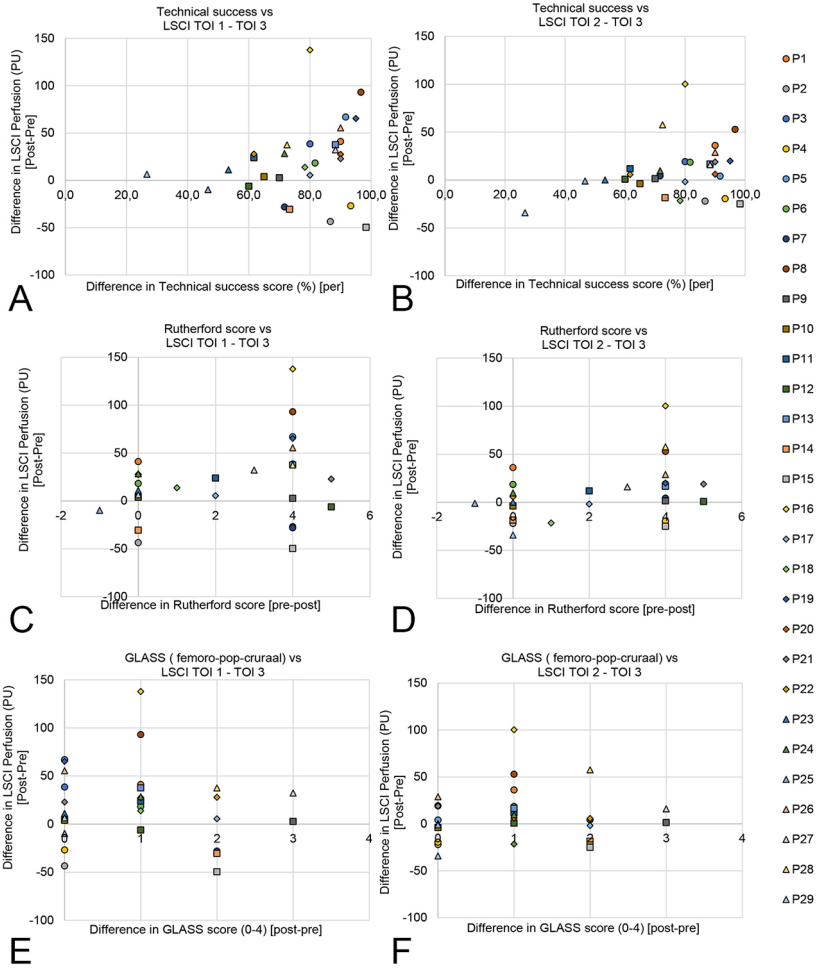 Technical success vs
LSCI TOI 1 - TOI 3
Difference in LSCI Perfusion (PU)
[Post-Pre]
150
100
50
0
-50
-100
0,0 20,0 40,0 60,0 80,0 100,0
Difference in Technical success score (%) [per]
A
Technical success vs
LSCI TOI 2 - TOI 3
Difference in LSCI Perfusion (PU)
[Post-Pre]
150
100
50
0
-50
-100
0,0 20,0 40,0 60,0 80,0 100,0
Difference in Technical success score (%) [per]
B
Rutherford score vs
LSCI TOI 1 - TOI 3
Difference in LSCI Perfusion (PU)
[Post-Pre]
150
100
50
0
-50
-100
-2 0 2 4 6
Difference in Rutherford score [pre-post]
C
Rutherford score vs
LSCI TOI 2 - TOI 3
Difference in LSCI Perfusion (PU)
[Post-Pre]
150
100
50
0
-50
-100
-2 0 2 4 6
Difference in Rutherford score [pre-post]
D
GLASS ( femoro-pop-cruraal) vs
LSCI TOI 1 - TOI 3
Difference in LSCI Perfusion (PU)
[Post-Pre]
150
100
50
0
-50
-100
0 1 2 3 4
Difference in GLASS score (0-4) [post-pre]
E
GLASS ( femoro-pop-cruraal) vs
LSCI TOI 2 - TOI 3
Difference in LSCI Perfusion (PU)
[Post-Pre]
150
100
50
0
-50
-100
0 1 2 3 4
Difference in GLASS score (0-4) [post-pre]
F
P1
P2
P3
P4
P5
P6
P7
P8
P9
P10
P11
P12
P13
P14
P15
P16
P17
P18
P19
P20
P21
P22
P23
P24
P25
P26
P27
P28
P29